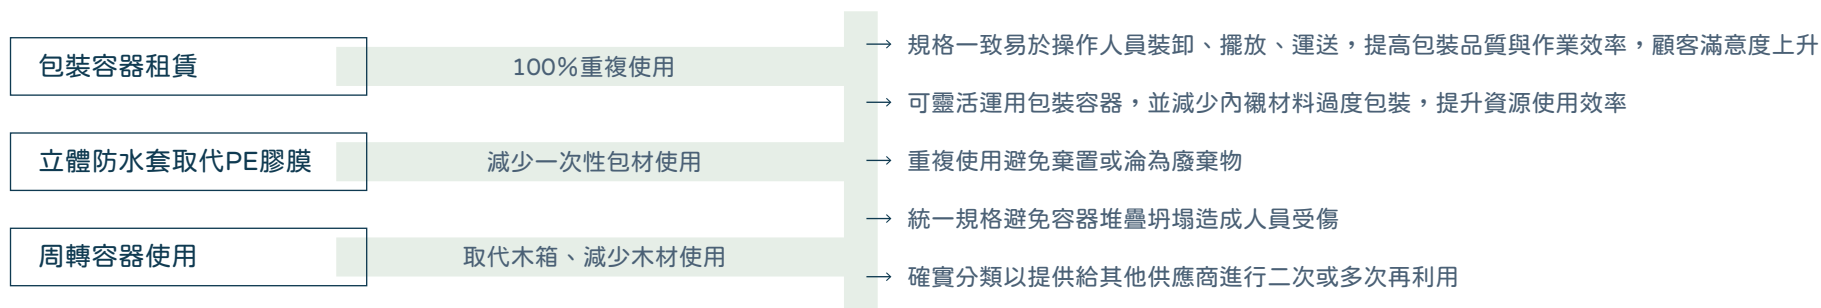 包裝容器租賃
100%重複使用
立體防水套取代PE膠膜
減少一次性包材使用
周轉容器使用
取代木箱、減少木材使用
→ 規格一致易於操作人員裝卸、擺放、運送，提高包裝品質與作業效率，顧客滿意度上升
→ 可靈活運用包裝容器，並減少內襯材料過度包裝，提升資源使用效率
→ 重複使用避免棄置或淪為廢棄物
→ 統一規格避免容器堆疊坍塌造成人員受傷
→ 確實分類以提供給其他供應商進行二次或多次再利用